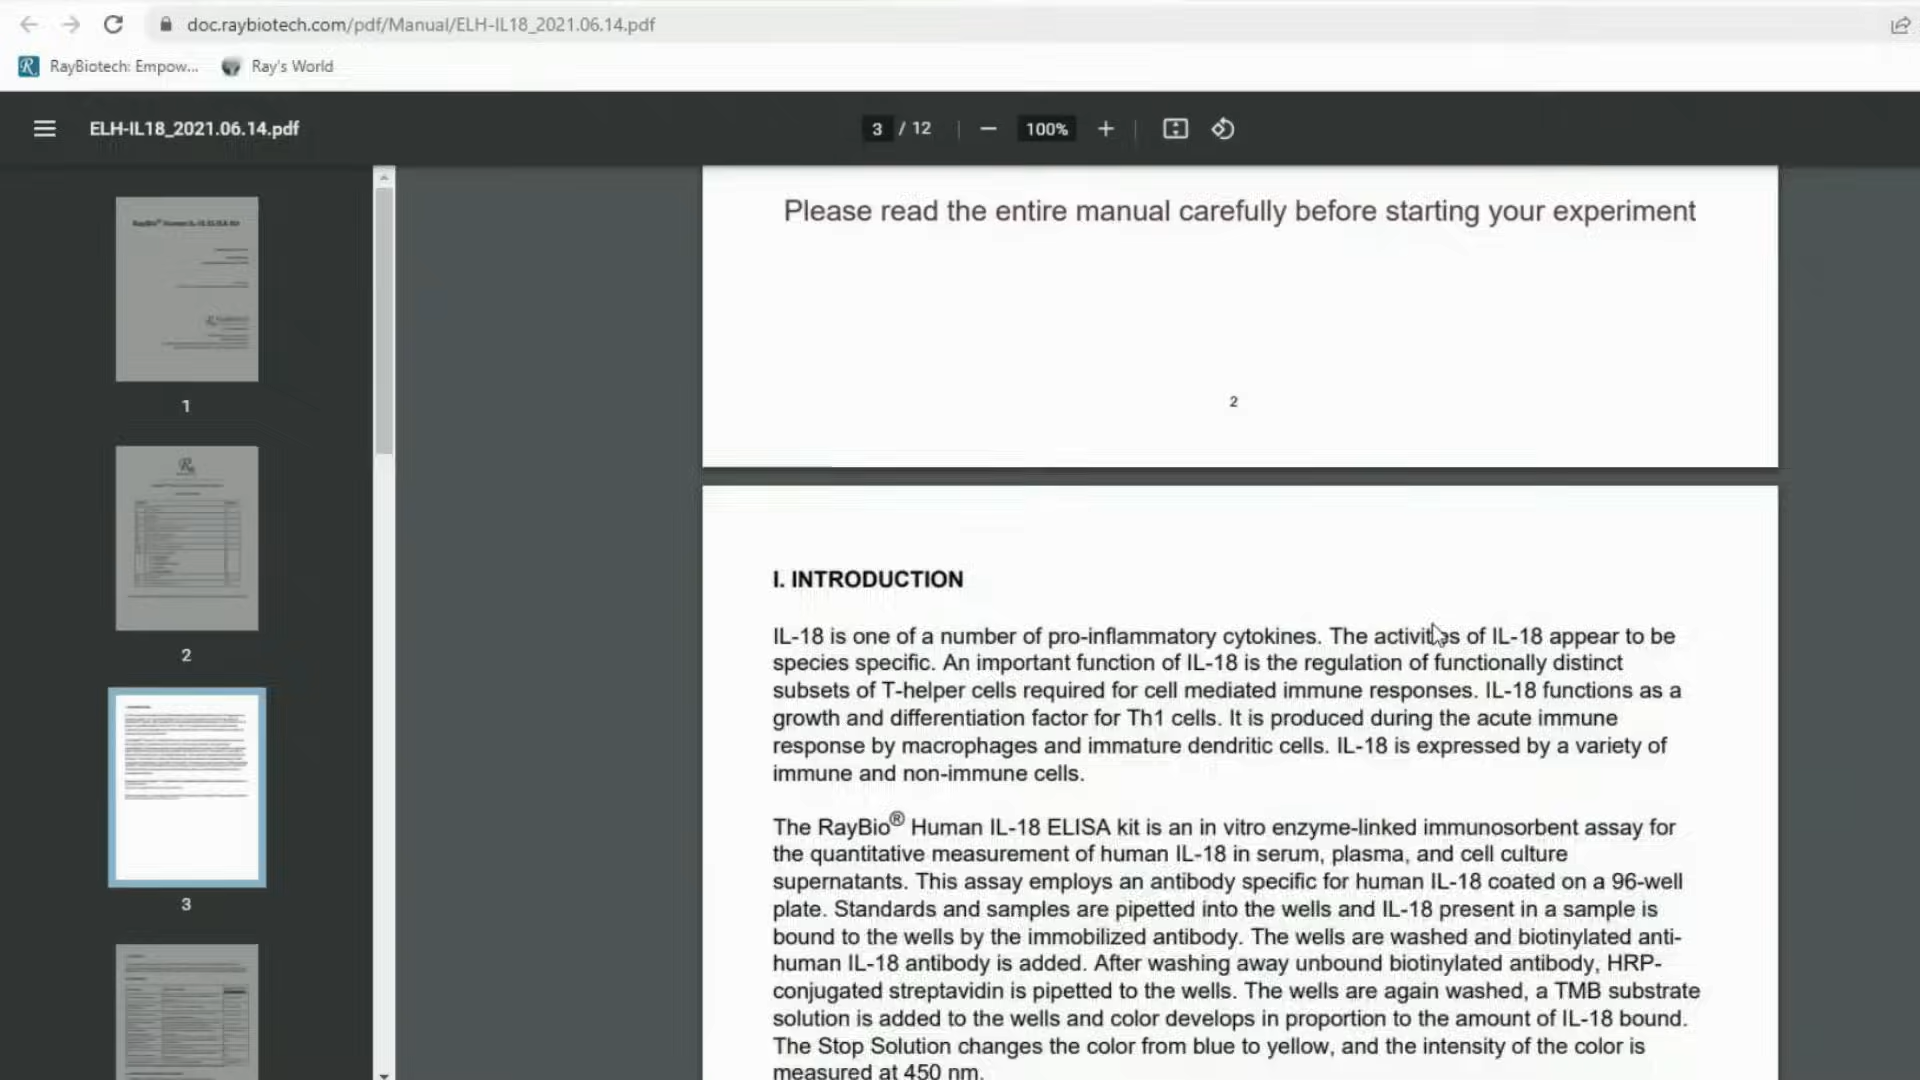 doc.raybiotech.com/pdf/Manual/ELH-IL18_2021.06.14.pdf
RayBiotech: Empow...
Ray's World
ELH-IL18_2021.06.14.pdf
3 / 12
100%
1
2
3
Please read the entire manual carefully before starting your experiment
2
I. INTRODUCTION
IL-18 is one of a number of pro-inflammatory cytokines. The activities of IL-18 appear to be
species specific. An important function of IL-18 is the regulation of functionally distinct
subsets of T-helper cells required for cell mediated immune responses. IL-18 functions as a
growth and differentiation factor for Th1 cells. It is produced during the acute immune
response by macrophages and immature dendritic cells. IL-18 is expressed by a variety of
immune and non-immune cells.
The RayBio® Human IL-18 ELISA kit is an in vitro enzyme-linked immunosorbent assay for
the quantitative measurement of human IL-18 in serum, plasma, and cell culture
supernatants. This assay employs an antibody specific for human IL-18 coated on a 96-well
plate. Standards and samples are pipetted into the wells and IL-18 present in a sample is
bound to the wells by the immobilized antibody. The wells are washed and biotinylated anti-
human IL-18 antibody is added. After washing away unbound biotinylated antibody, HRP-
conjugated streptavidin is pipetted to the wells. The wells are again washed, a TMB substrate
solution is added to the wells and color develops in proportion to the amount of IL-18 bound.
The Stop Solution changes the color from blue to yellow, and the intensity of the color is
measured at 450 nm.